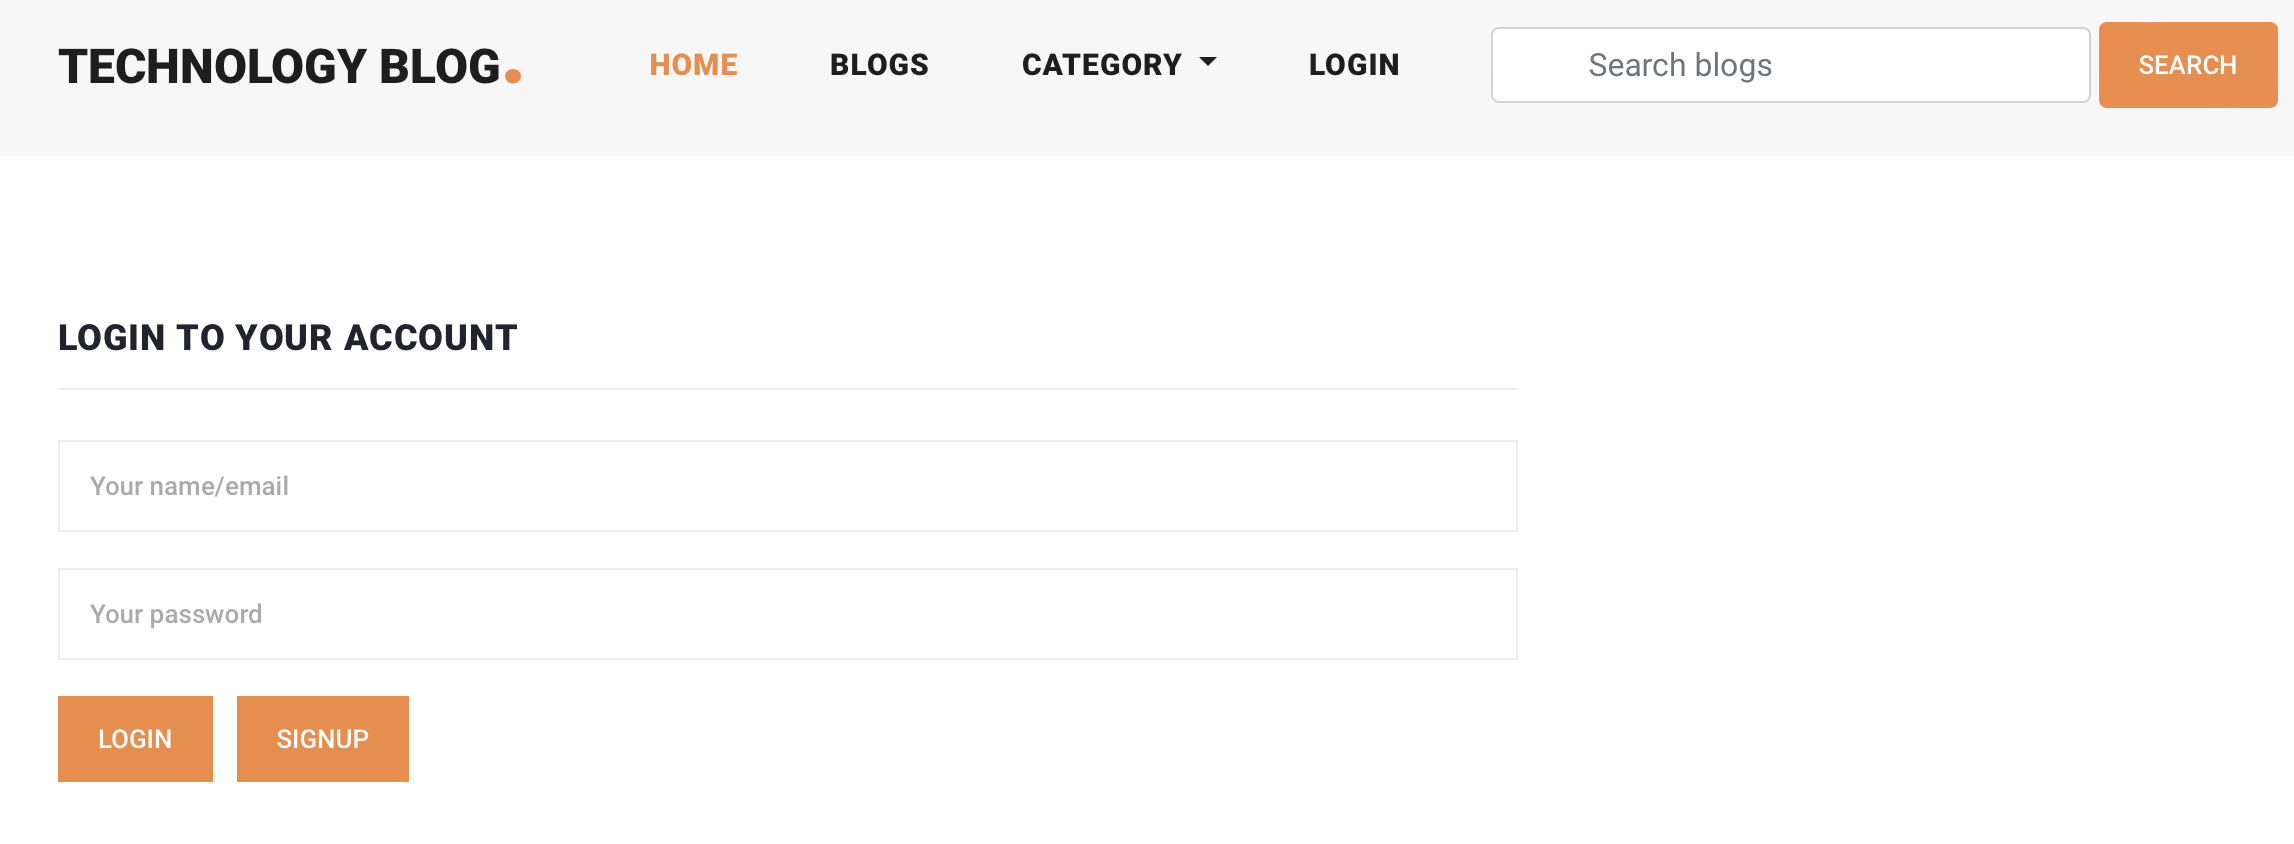 TECHNOLOGY BLOG. HOME BLOGS CATEGORY LOGIN Search blogs SEARCH
LOGIN TO YOUR ACCOUNT
Your name/email
Your password
LOGIN SIGNUP